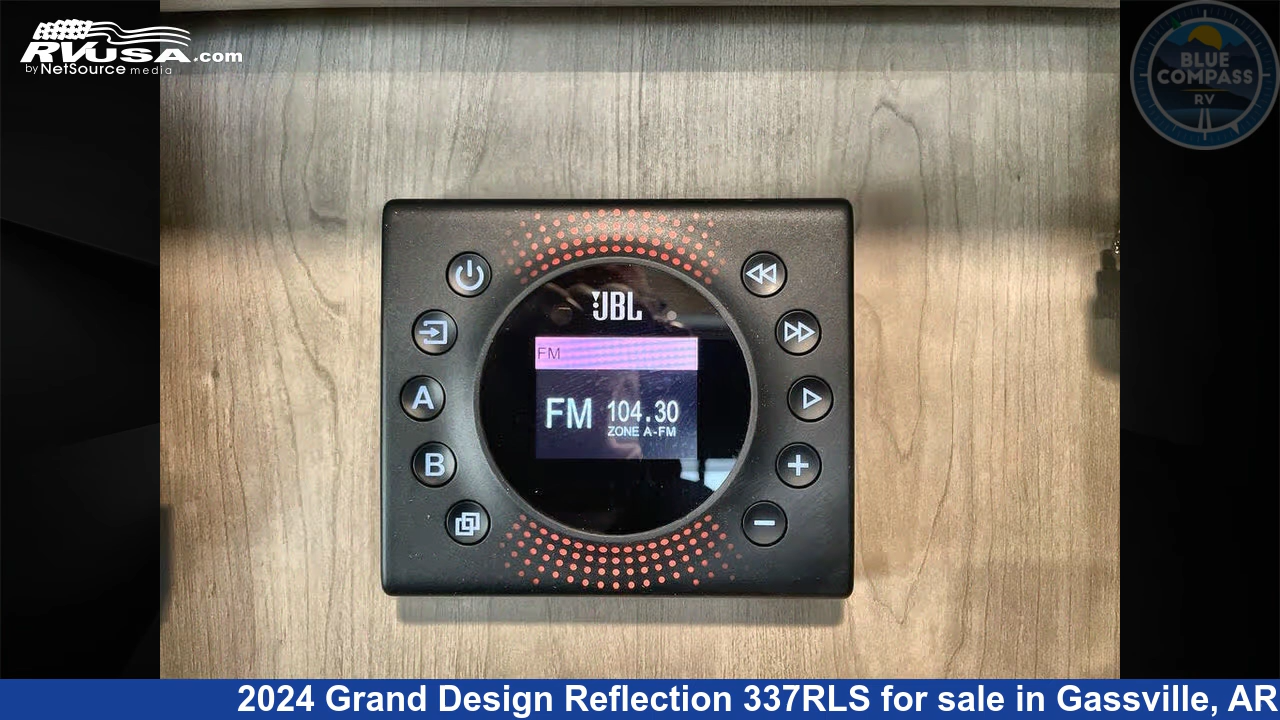 RVUSA.com
by NetSource media
BLUE
COMPASS
RV
JBL
FM
FM 104.30
ZONE A-FM
A
B
2024 Grand Design Reflection 337RLS for sale in Gassville, AR